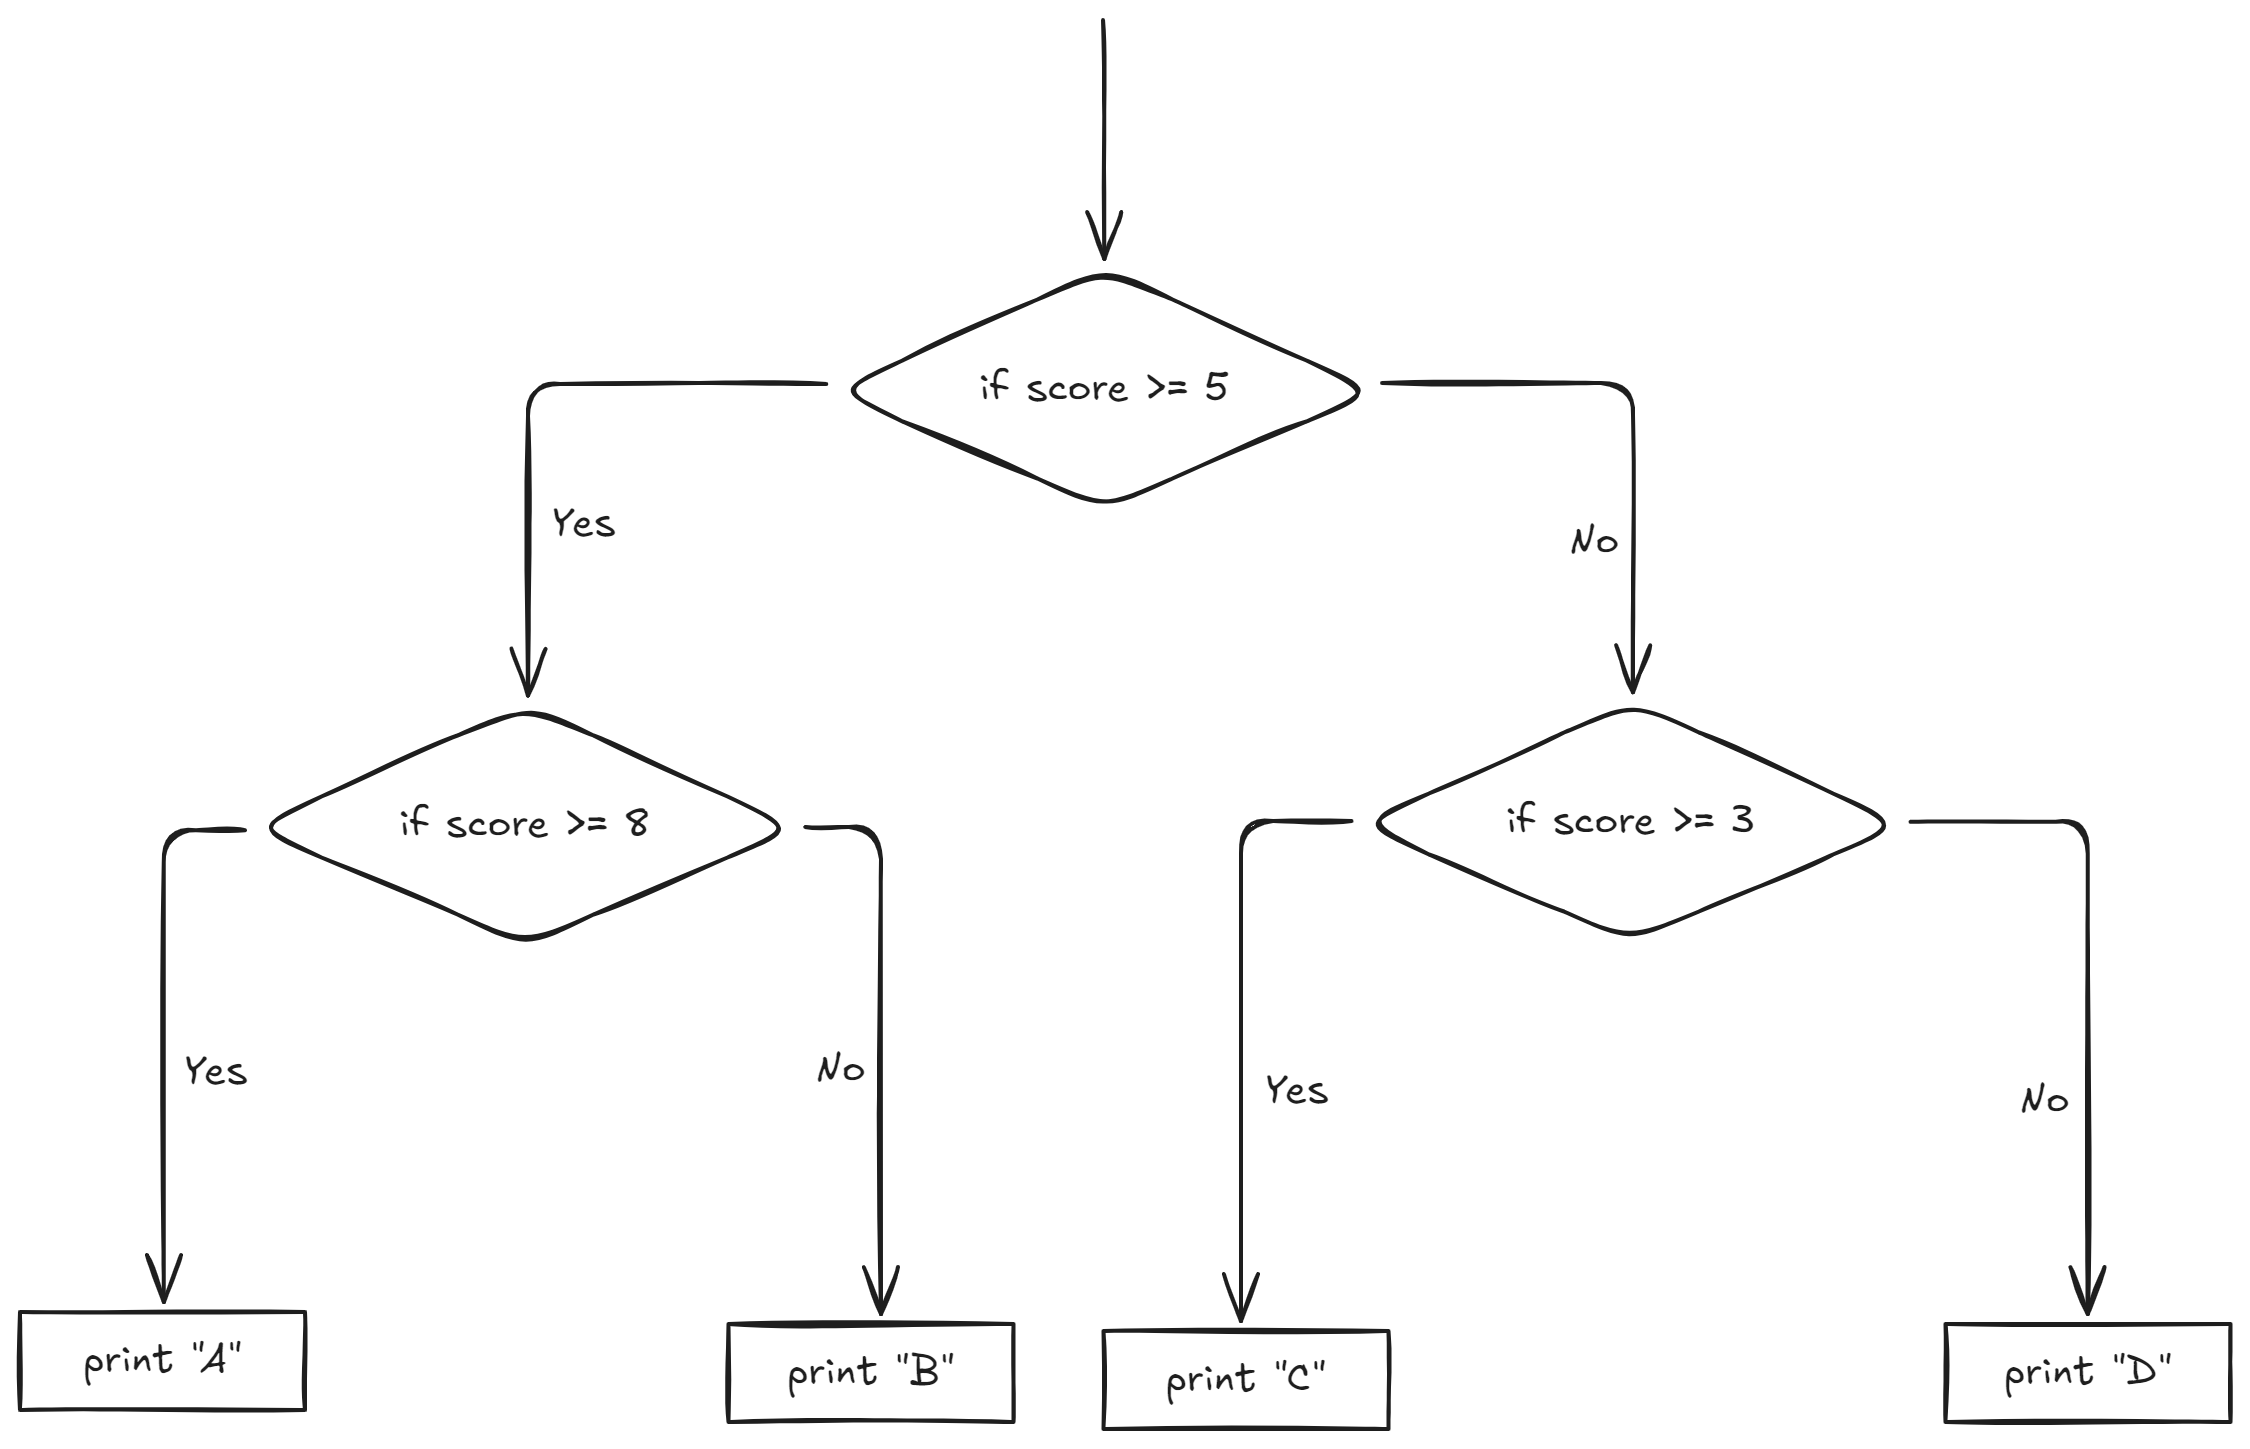 if score >= 5
Yes
No
if score >= 8
if score >= 3
Yes
No
Yes
No
print "A"
print "B"
print "C"
print "D"